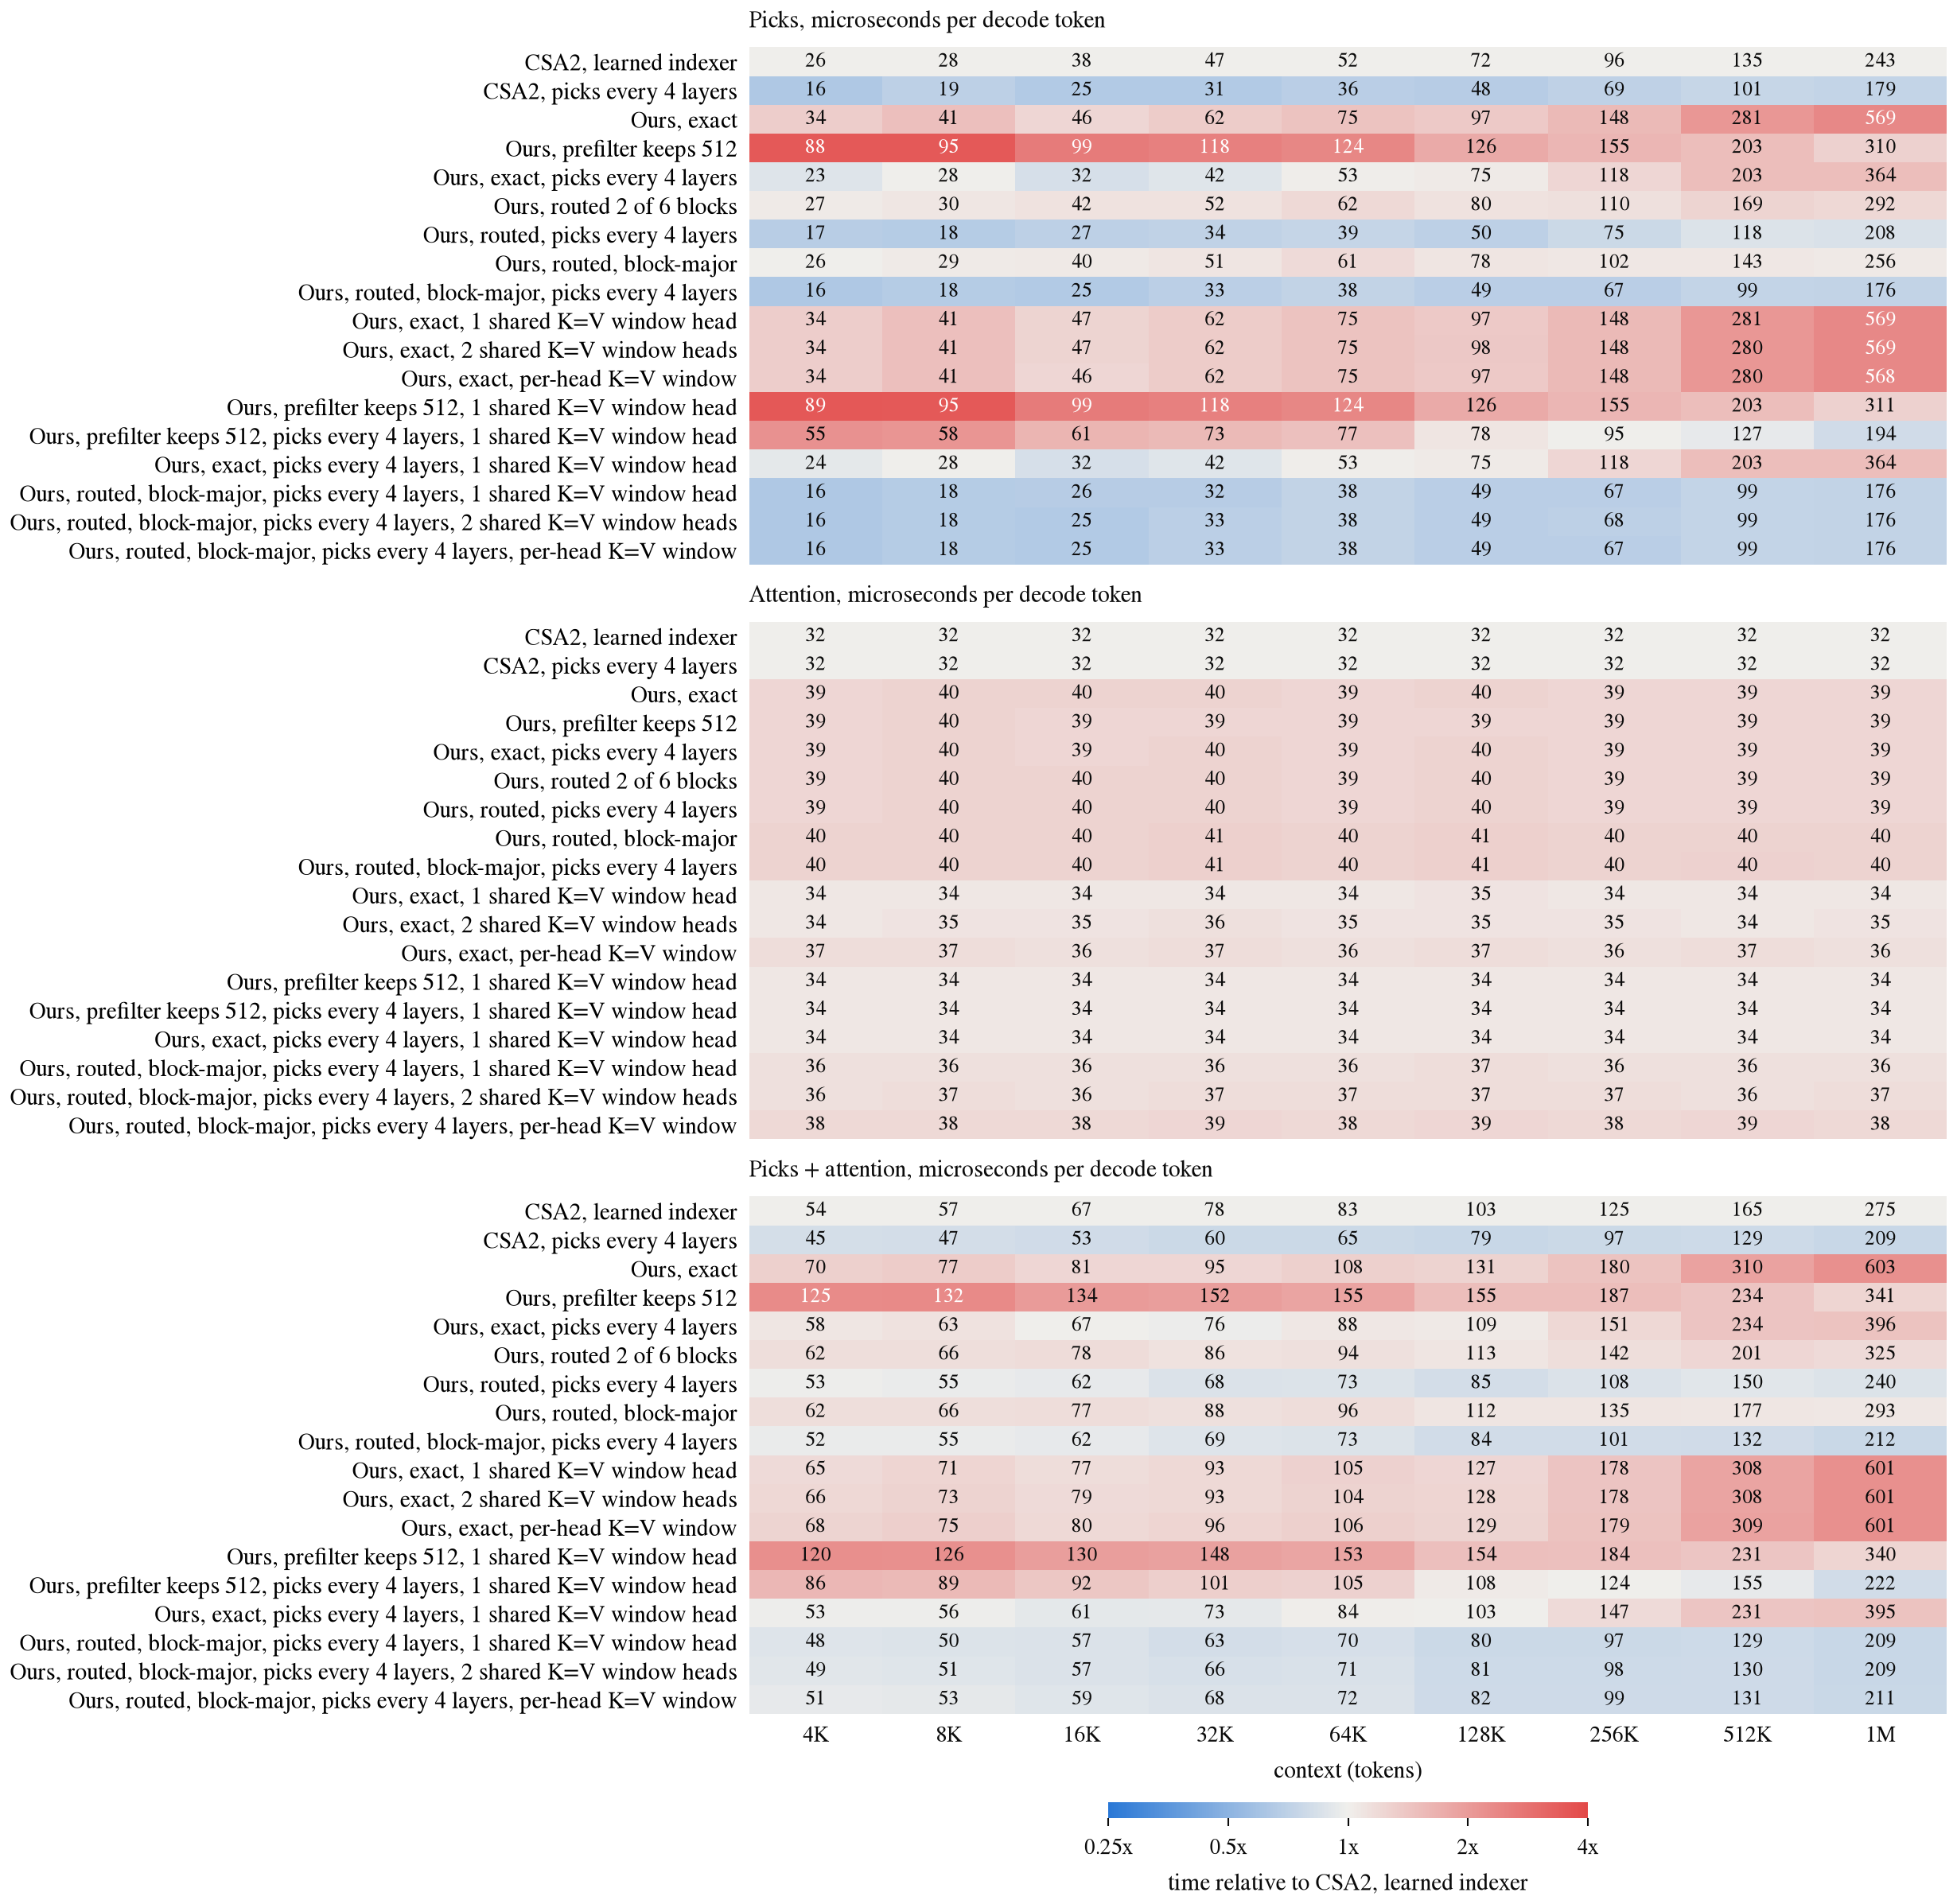 Picks, microseconds per decode token
CSA2, learned indexer 26 28 38 47 52 72 96 135 243
CSA2, picks every 4 layers 16 19 25 31 36 48 69 101 179
Ours, exact 34 41 46 62 75 97 148 281 569
Ours, prefilter keeps 512 88 95 99 118 124 126 155 203 310
Ours, exact, picks every 4 layers 23 28 32 42 53 75 118 203 364
Ours, routed 2 of 6 blocks 27 30 42 52 62 80 110 169 292
Ours, routed, picks every 4 layers 17 18 27 34 39 50 75 118 208
Ours, routed, block-major 26 29 40 51 61 78 102 143 256
Ours, routed, block-major, picks every 4 layers 16 18 25 33 38 49 67 99 176
Ours, exact, 1 shared K=V window head 34 41 47 62 75 97 148 281 569
Ours, exact, 2 shared K=V window heads 34 41 47 62 75 98 148 280 569
Ours, exact, per-head K=V window 34 41 46 62 75 97 148 280 568
Ours, prefilter keeps 512, 1 shared K=V window head 89 95 99 118 124 126 155 203 311
Ours, prefilter keeps 512, picks every 4 layers, 1 shared K=V window head 55 58 61 73 77 78 95 127 194
Ours, exact, picks every 4 layers, 1 shared K=V window head 24 28 32 42 53 75 118 203 364
Ours, routed, block-major, picks every 4 layers, 1 shared K=V window head 16 18 26 32 38 49 67 99 176
Ours, routed, block-major, picks every 4 layers, 2 shared K=V window heads 16 18 25 33 38 49 68 99 176
Ours, routed, block-major, picks every 4 layers, per-head K=V window 16 18 25 33 38 49 67 99 176
Attention, microseconds per decode token
CSA2, learned indexer 32 32 32 32 32 32 32 32 32
CSA2, picks every 4 layers 32 32 32 32 32 32 32 32 32
Ours, exact 39 40 40 40 39 40 39 39 39
Ours, prefilter keeps 512 39 40 39 39 39 39 39 39 39
Ours, exact, picks every 4 layers 39 40 39 40 39 40 39 39 39
Ours, routed 2 of 6 blocks 39 40 40 40 39 40 39 39 39
Ours, routed, picks every 4 layers 39 40 40 40 39 40 39 39 39
Ours, routed, block-major 40 40 40 41 40 41 40 40 40
Ours, routed, block-major, picks every 4 layers 40 40 40 41 40 41 40 40 40
Ours, exact, 1 shared K=V window head 34 34 34 34 34 35 34 34 34
Ours, exact, 2 shared K=V window heads 34 35 35 36 35 35 35 34 35
Ours, exact, per-head K=V window 37 37 36 37 36 37 36 37 36
Ours, prefilter keeps 512, 1 shared K=V window head 34 34 34 34 34 34 34 34 34
Ours, prefilter keeps 512, picks every 4 layers, 1 shared K=V window head 34 34 34 34 34 34 34 34 34
Ours, exact, picks every 4 layers, 1 shared K=V window head 34 34 34 34 34 34 34 34 34
Ours, routed, block-major, picks every 4 layers, 1 shared K=V window head 36 36 36 36 36 37 36 36 36
Ours, routed, block-major, picks every 4 layers, 2 shared K=V window heads 36 37 36 37 37 37 37 36 37
Ours, routed, block-major, picks every 4 layers, per-head K=V window 38 38 38 39 38 39 38 39 38
Picks + attention, microseconds per decode token
CSA2, learned indexer 54 57 67 78 83 103 125 165 275
CSA2, picks every 4 layers 45 47 53 60 65 79 97 129 209
Ours, exact 70 77 81 95 108 131 180 310 603
Ours, prefilter keeps 512 125 132 134 152 155 155 187 234 341
Ours, exact, picks every 4 layers 58 63 67 76 88 109 151 234 396
Ours, routed 2 of 6 blocks 62 66 78 86 94 113 142 201 325
Ours, routed, picks every 4 layers 53 55 62 68 73 85 108 150 240
Ours, routed, block-major 62 66 77 88 96 112 135 177 293
Ours, routed, block-major, picks every 4 layers 52 55 62 69 73 84 101 132 212
Ours, exact, 1 shared K=V window head 65 71 77 93 105 127 178 308 601
Ours, exact, 2 shared K=V window heads 66 73 79 93 104 128 178 308 601
Ours, exact, per-head K=V window 68 75 80 96 106 129 179 309 601
Ours, prefilter keeps 512, 1 shared K=V window head 120 126 130 148 153 154 184 231 340
Ours, prefilter keeps 512, picks every 4 layers, 1 shared K=V window head 86 89 92 101 105 108 124 155 222
Ours, exact, picks every 4 layers, 1 shared K=V window head 53 56 61 73 84 103 147 231 395
Ours, routed, block-major, picks every 4 layers, 1 shared K=V window head 48 50 57 63 70 80 97 129 209
Ours, routed, block-major, picks every 4 layers, 2 shared K=V window heads 49 51 57 66 71 81 98 130 209
Ours, routed, block-major, picks every 4 layers, per-head K=V window 51 53 59 68 72 82 99 131 211
4K 8K 16K 32K 64K 128K 256K 512K 1M
context (tokens)
0.25x 0.5x 1x 2x 4x
time relative to CSA2, learned indexer